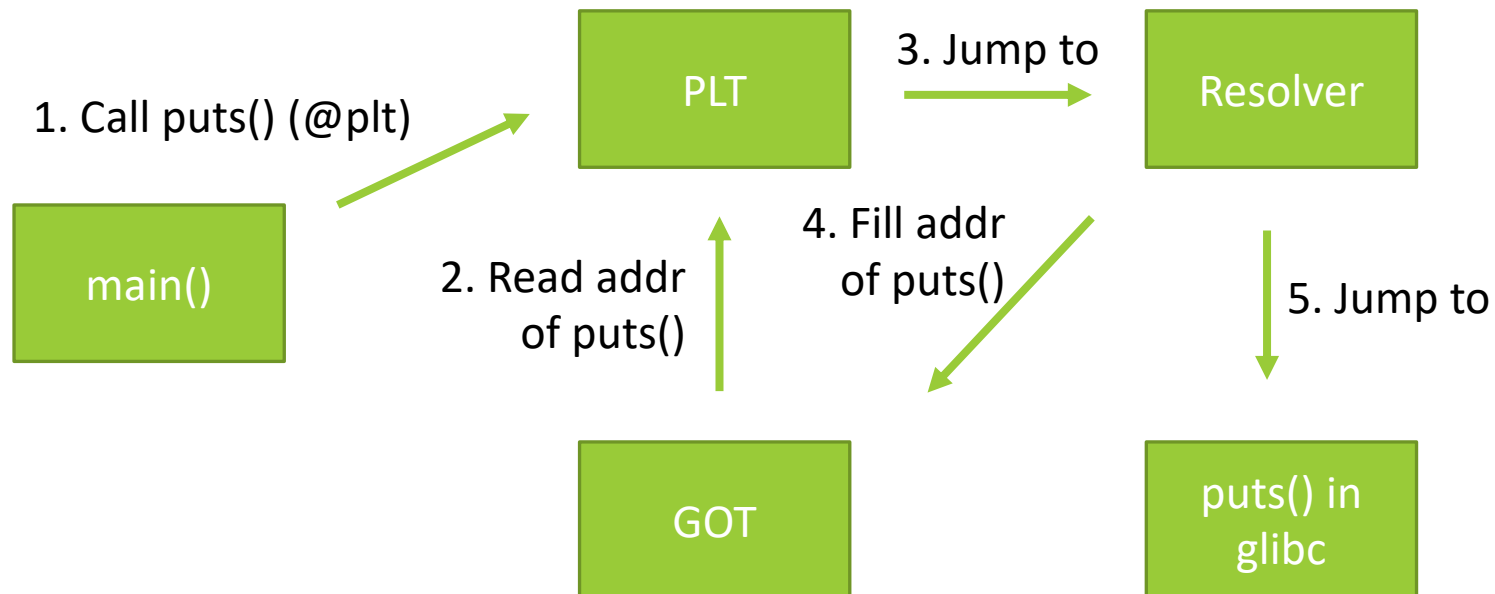 1. Call puts() (@plt)
main()
PLT
3. Jump to
Resolver
2. Read addr
of puts()
4. Fill addr
of puts()
5. Jump to
GOT
puts() in
glibc